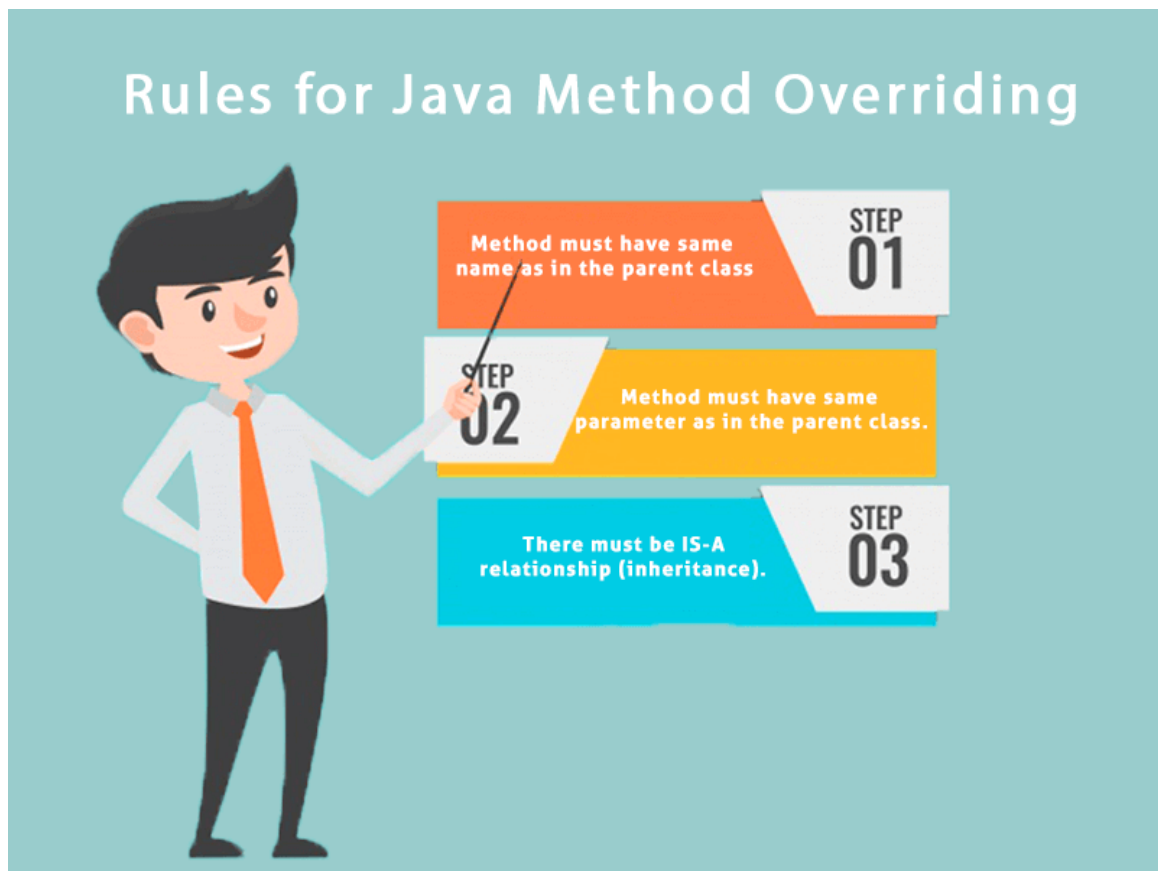 Rules for Java Method Overriding
Method must have same
name as in the parent class
STEP
01
STEP
02
Method must have same
parameter as in the parent class.
There must be IS-A
relationship (inheritance).
STEP
03